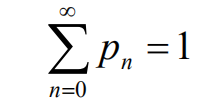 ∞
∑ pₙ = 1
n=0